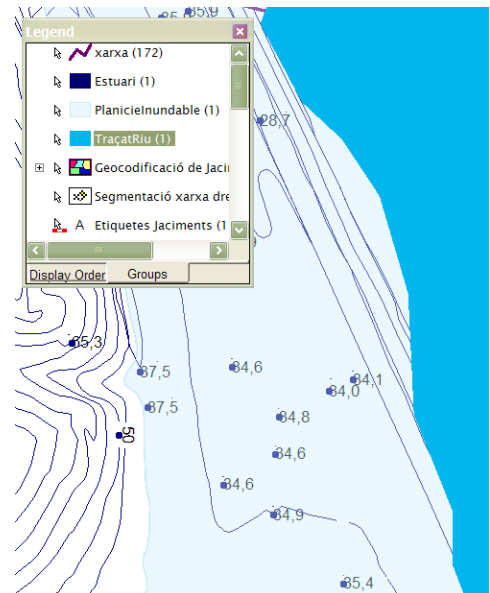 35,9
Legend
xarxa (172)
Estuari (1)
PlanicieInundable (1)
TraçatRiu (1)
Geocodificació de Jaci
Segmentació xarxa dre
A Etiquetes Jaciments (1
Display Order Groups
28,7
9
35,3
34,6
37,5
34,1
34,0
37,5
34,8
50
34,6
34,6
34,9
35,4